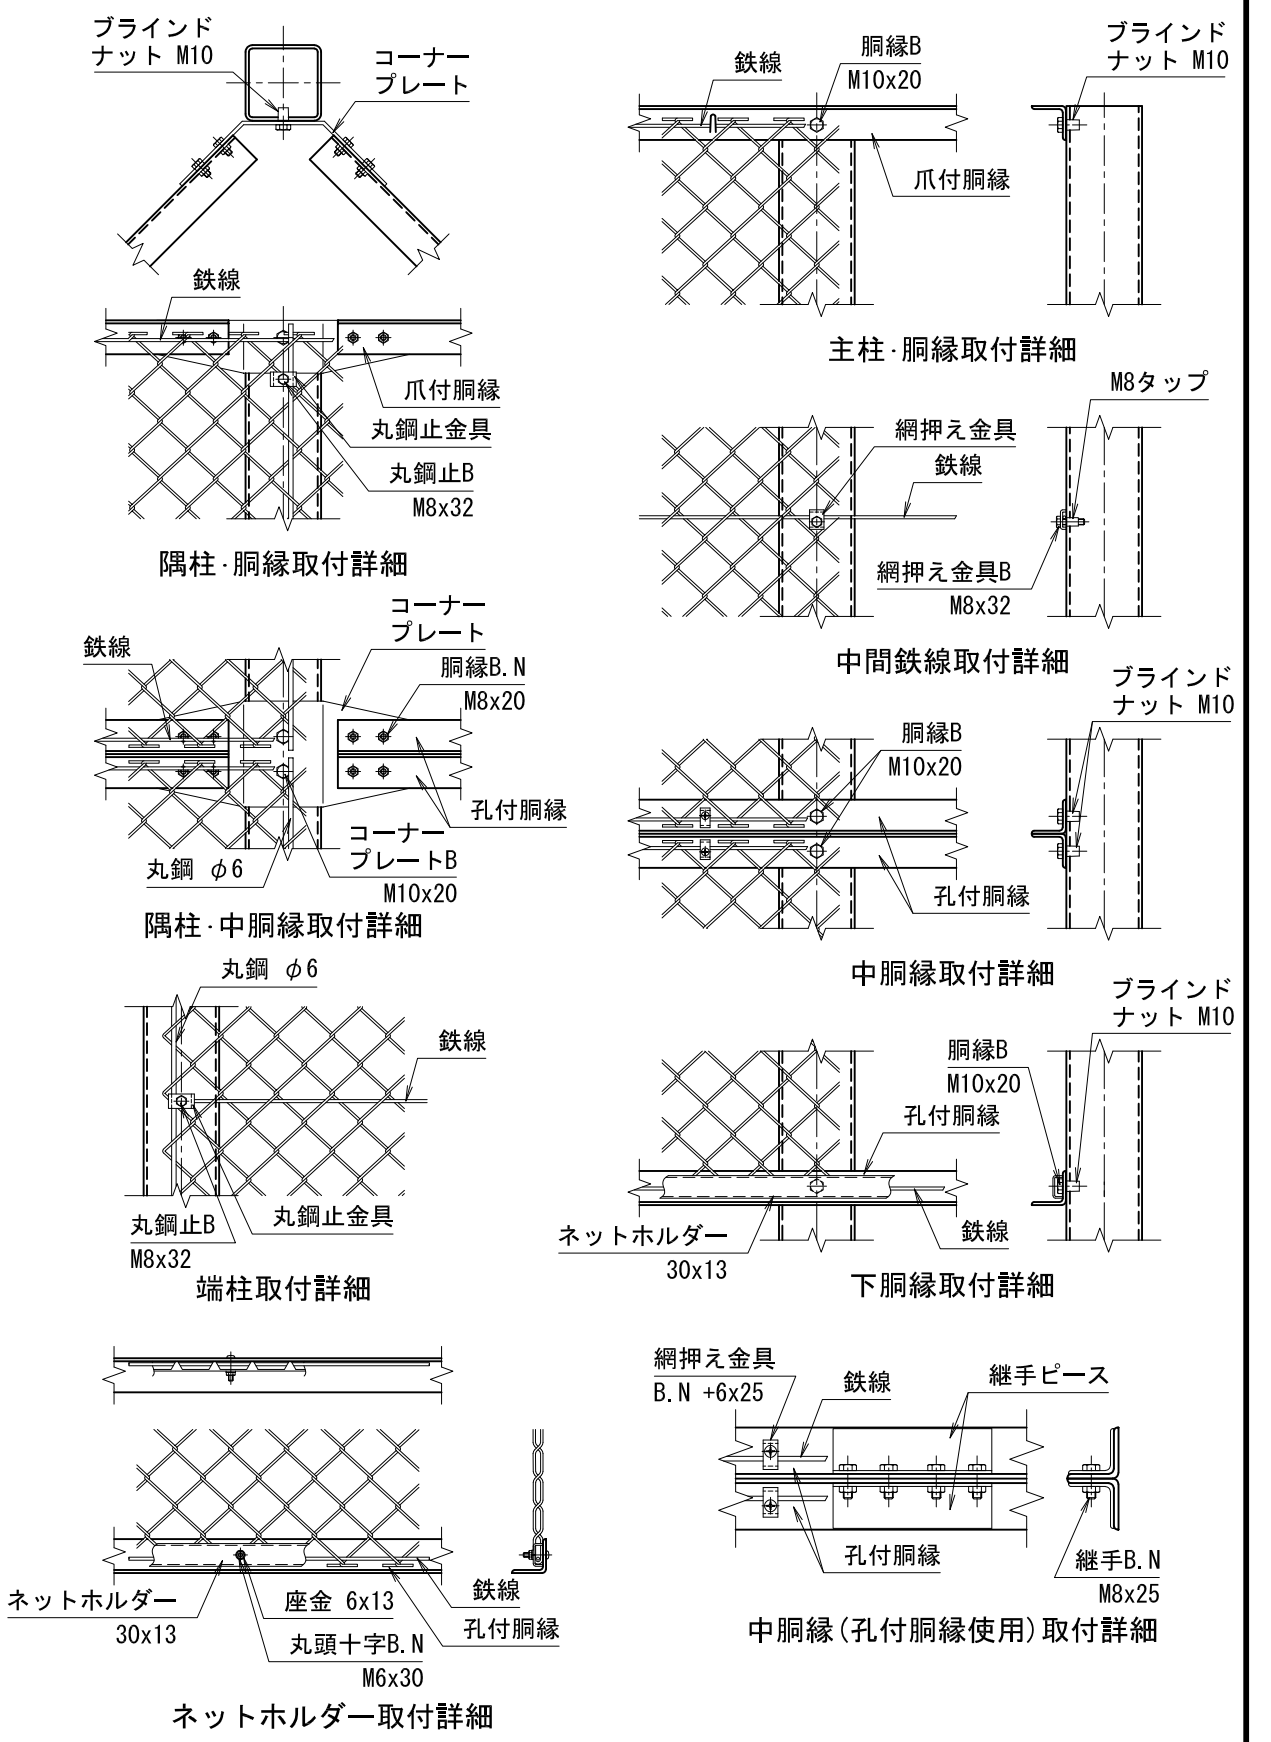 ブラインド
ナット M10
コーナー
プレート
鉄線
爪付胴縁
丸鋼止金具
丸鋼止B
M8x32
隅柱・胴縁取付詳細
コーナー
プレート
鉄線
胴縁B.N
M8x20
孔付胴縁
コーナー
プレートB
M10x20
丸鋼 φ6
隅柱・中胴縁取付詳細
丸鋼 φ6
鉄線
丸鋼止金具
丸鋼止B
M8x32
端柱取付詳細
ネットホルダー
30x13
座金 6x13
丸頭十字B.N
M6x30
鉄線
孔付胴縁
ネットホルダー取付詳細
鉄線
胴縁B
M10x20
ブラインド
ナット M10
爪付胴縁
主柱・胴縁取付詳細
M8タップ
網押え金具
鉄線
網押え金具B
M8x32
中間鉄線取付詳細
ブラインド
ナット M10
胴縁B
M10x20
孔付胴縁
中胴縁取付詳細
ブラインド
ナット M10
胴縁B
M10x20
孔付胴縁
ネットホルダー
30x13
鉄線
下胴縁取付詳細
網押え金具
B.N +6x25
鉄線
継手ピース
孔付胴縁
継手B.N
M8x25
中胴縁(孔付胴縁使用)取付詳細